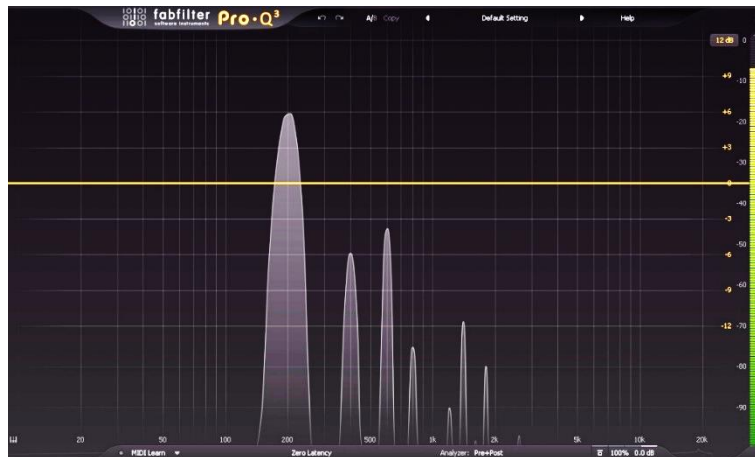 fabfilter Pro·Q³ A/B Copy Default Setting Help
software instruments
12 dB 0
+9 -10
+6 -20
+3 -30
0 -40
-3 -50
-6 -60
-9 -70
-12 -80
-90
20 50 100 200 500 1k 2k 5k 10k 20k
MIDI Learn Zero Latency Analyzer: Pre+Post 100% 0.0 dB